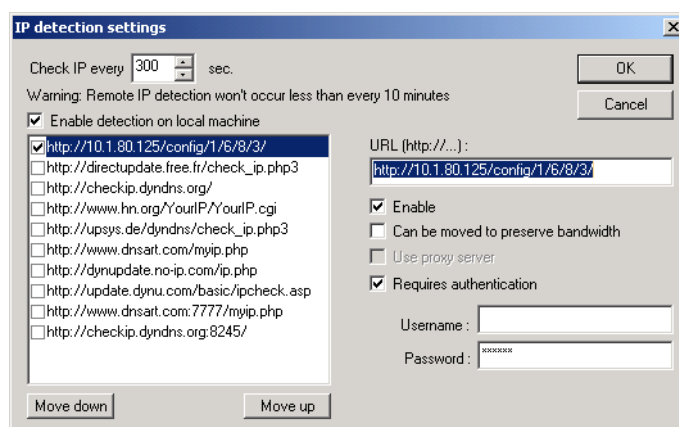 IP detection settings
Check IP every 300 sec.
OK
Warning: Remote IP detection won't occur less than every 10 minutes
Cancel
Enable detection on local machine
http://10.1.80.125/config/1/6/8/3/
http://directupdate.free.fr/check_ip.php3
http://checkip.dyndns.org/
http://www.hn.org/YourIP/YourIP.cgi
http://upsys.de/dyndns/check_ip.php3
http://www.dnsart.com/myip.php
http://dynupdate.no-ip.com/ip.php
http://update.dynu.com/basic/ipcheck.asp
http://www.dnsart.com:7777/myip.php
http://checkip.dyndns.org:8245/
Move down
Move up
URL (http://...) :
http://10.1.80.125/config/1/6/8/3/
Enable
Can be moved to preserve bandwidth
Use proxy server
Requires authentication
Username :
Password : xxxxxx